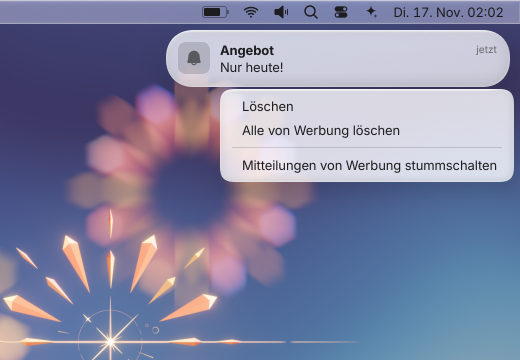 Di. 17. Nov. 02:02
Angebot
jetzt
Nur heute!
Löschen
Alle von Werbung löschen
Mitteilungen von Werbung stummschalten